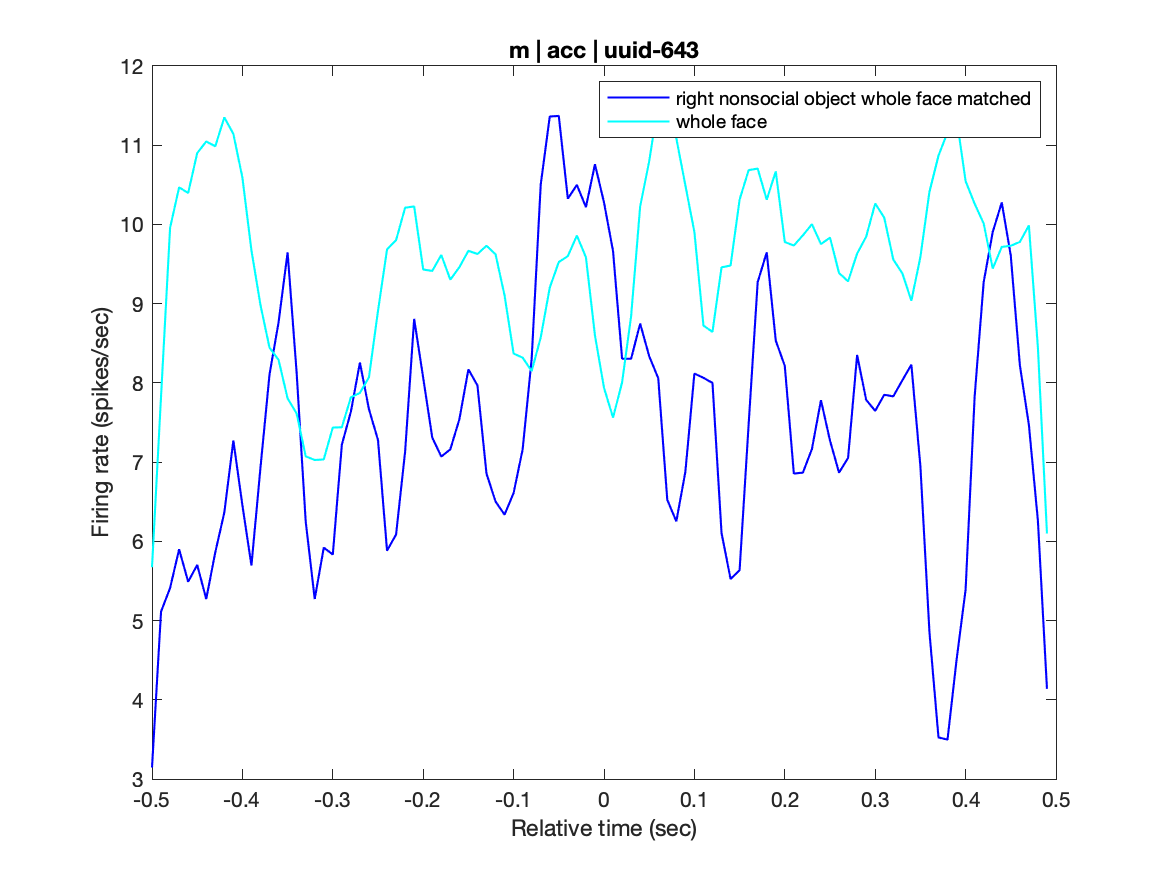 m | acc | uuid-643
12
right nonsocial object whole face matched
whole face
11
10
9
8
7
6
5
4
3
Firing rate (spikes/sec)
-0.5 -0.4 -0.3 -0.2 -0.1 0 0.1 0.2 0.3 0.4 0.5
Relative time (sec)